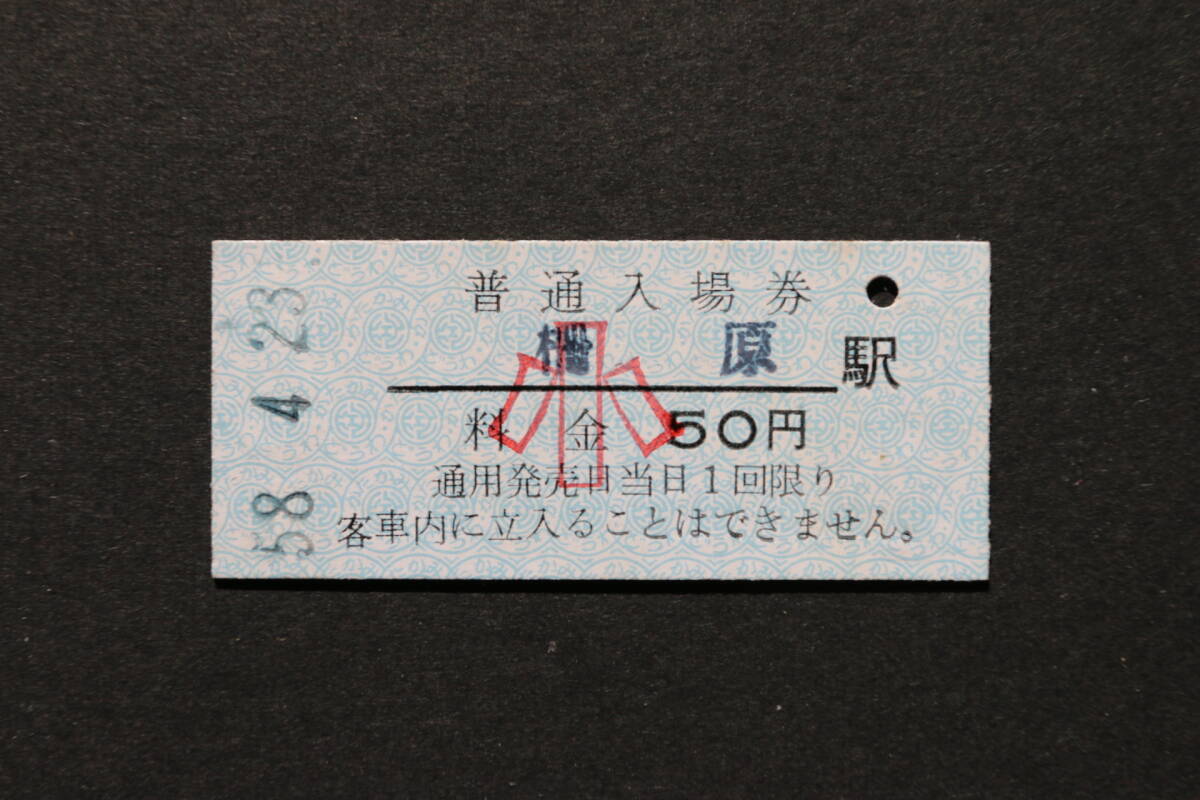 普通入場券
柵原駅
小
料金 50円
通用発売日当日1回限り
客車内に立入ることはできません。
58 4 23